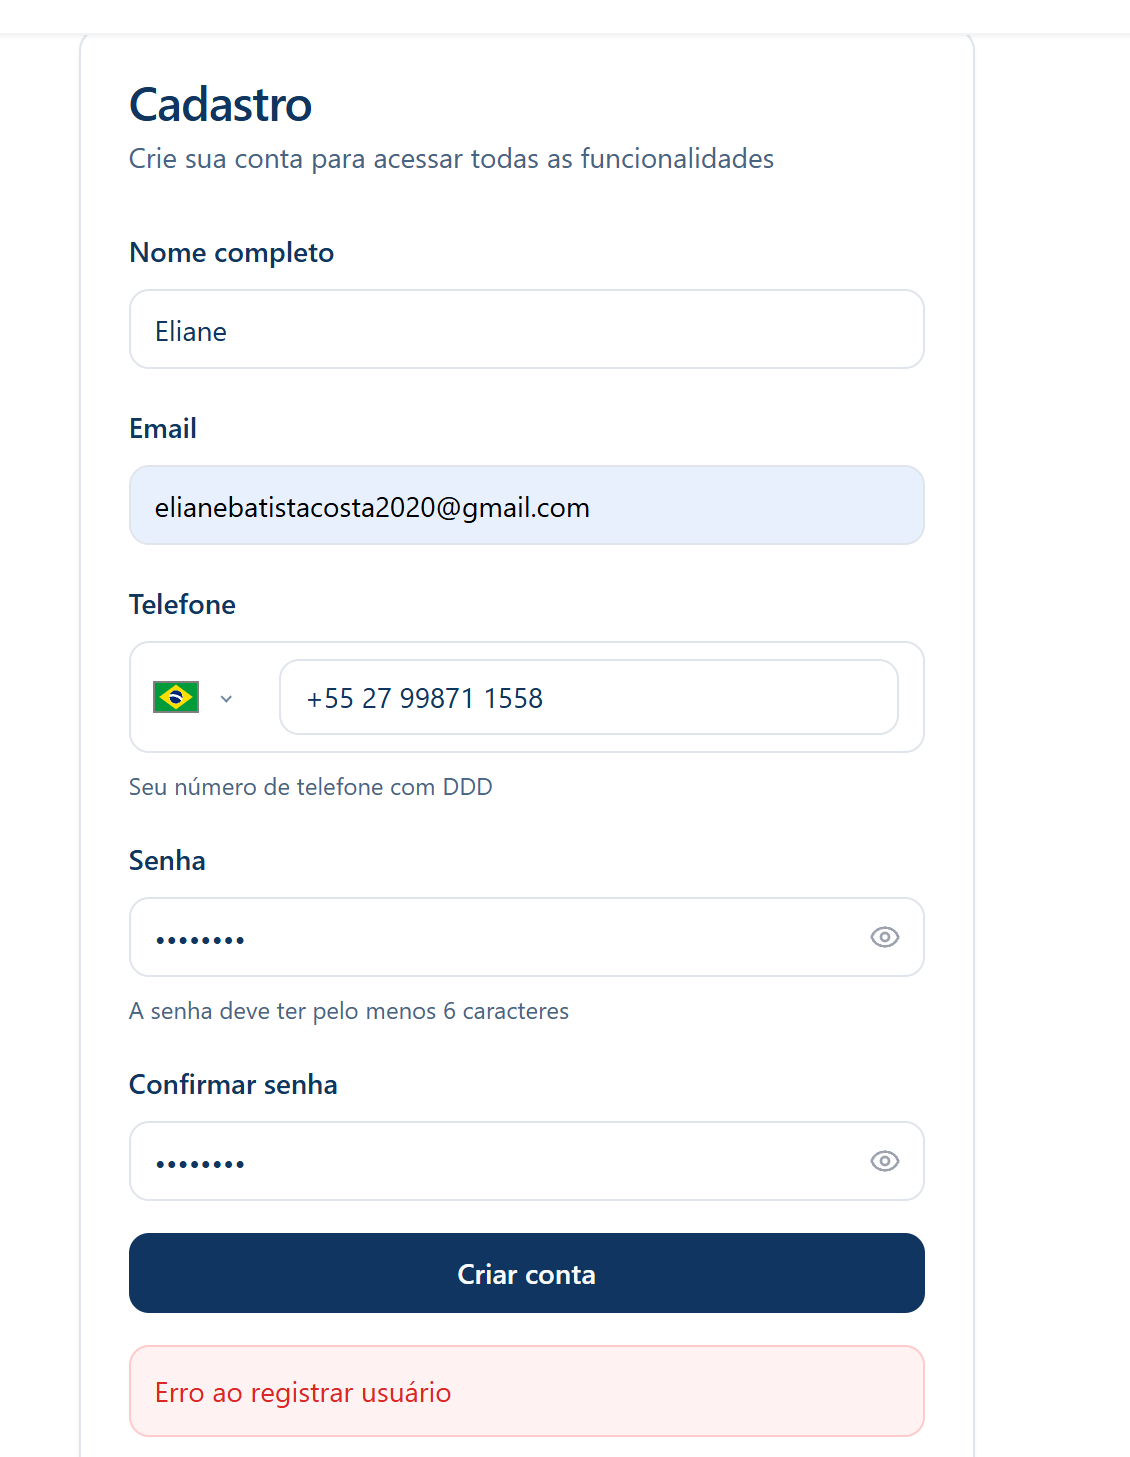 Cadastro
Crie sua conta para acessar todas as funcionalidades
Nome completo
Eliane
Email
elianebatistacosta2020@gmail.com
Telefone
+55 27 99871 1558
Seu número de telefone com DDD
Senha
••••••••
A senha deve ter pelo menos 6 caracteres
Confirmar senha
••••••••
Criar conta
Erro ao registrar usuário